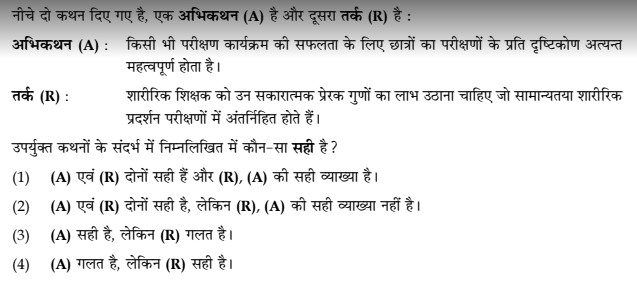 नीचे दो कथन दिए गए है, एक अभिकथन (A) है और दूसरा तर्क (R) है :
अभिकथन (A) : किसी भी परीक्षण कार्यक्रम की सफलता के लिए छात्रों का परीक्षणों के प्रति दृष्टिकोण अत्यन्त
महत्वपूर्ण होता है।
तर्क (R) : शारीरिक शिक्षक को उन सकारात्मक प्रेरक गुणों का लाभ उठाना चाहिए जो सामान्यतया शारीरिक
प्रदर्शन परीक्षणों में अंतर्निहित होते हैं।
उपर्युक्त कथनों के संदर्भ में निम्नलिखित में कौन-सा सही है ?
(1) (A) एवं (R) दोनों सही हैं और (R), (A) की सही व्याख्या है।
(2) (A) एवं (R) दोनों सही है, लेकिन (R), (A) की सही व्याख्या नहीं है।
(3) (A) सही है, लेकिन (R) गलत है।
(4) (A) गलत है, लेकिन (R) सही है।